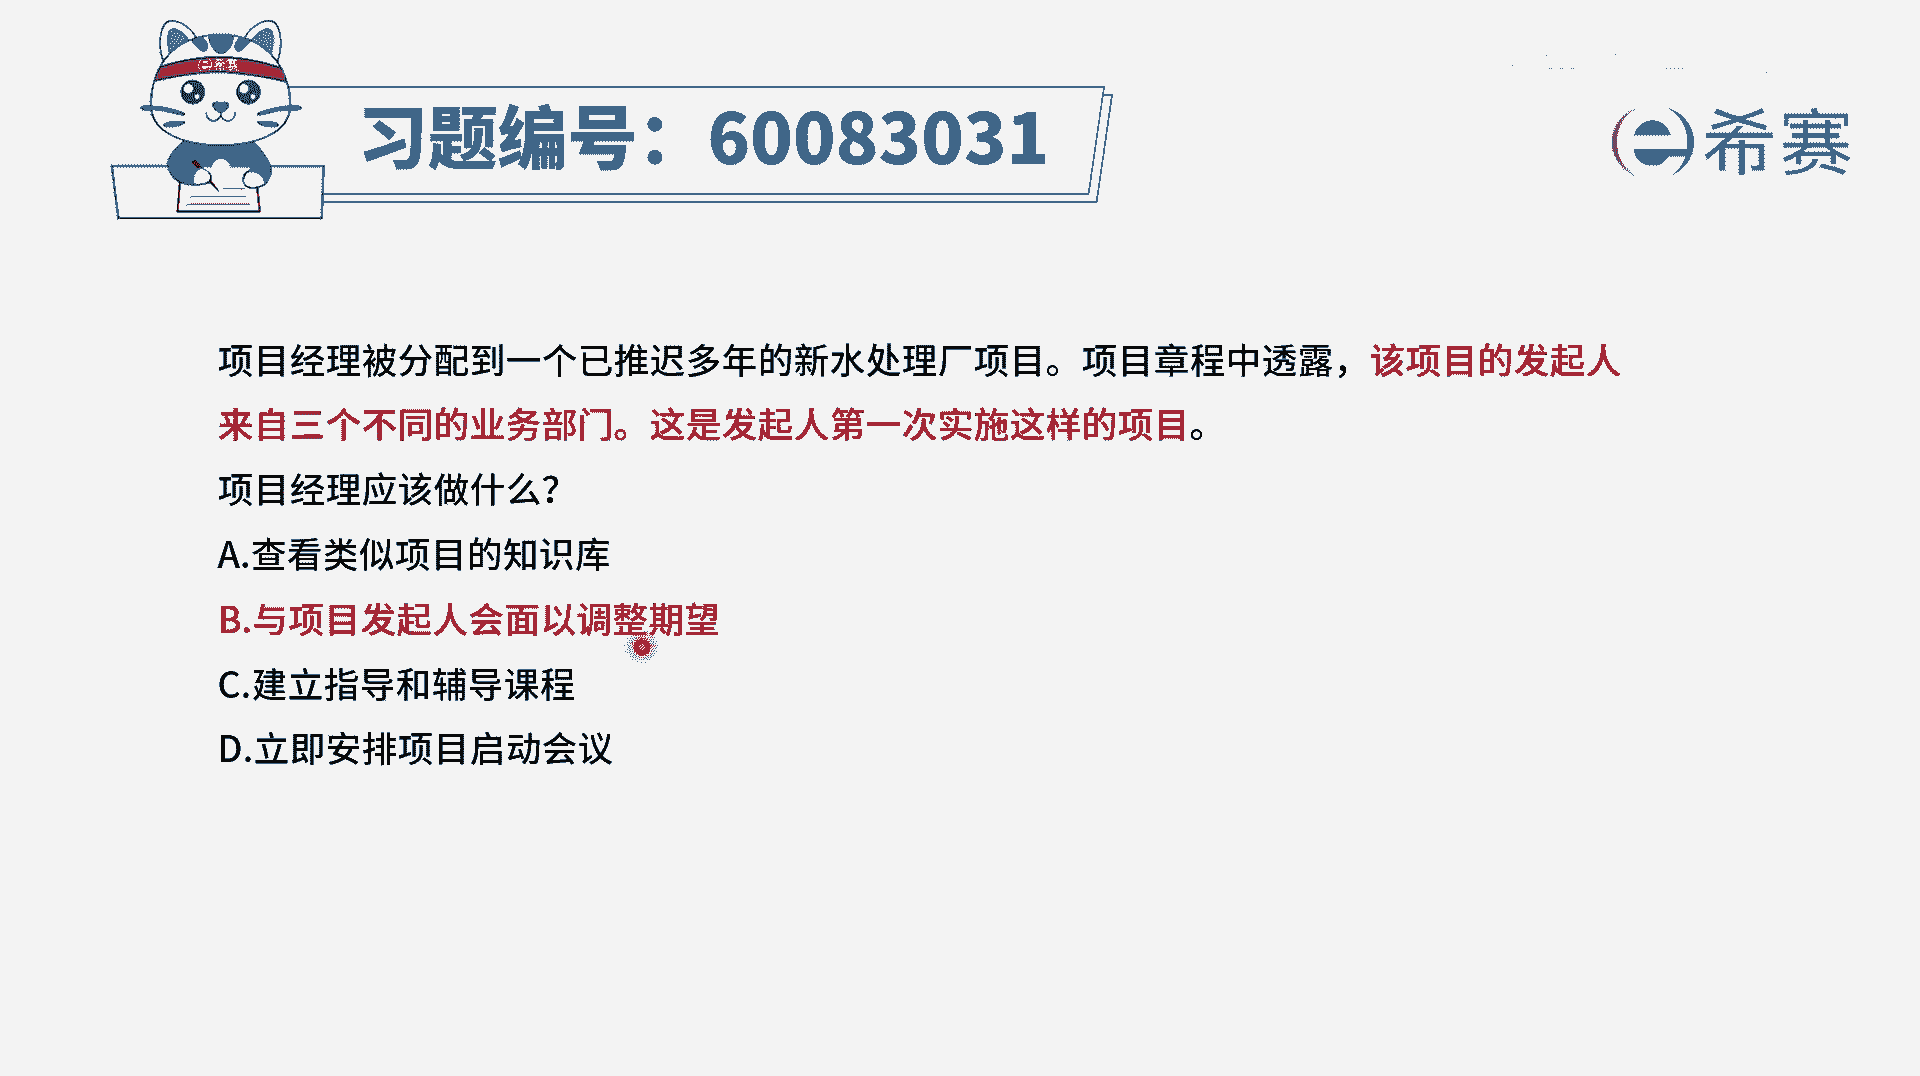 e希赛
习题编号：60083031
e希赛
项目经理被分配到一个已推迟多年的新水处理厂项目。项目章程中透露，该项目的发起人
来自三个不同的业务部门。这是发起人第一次实施这样的项目。
项目经理应该做什么？
A.查看类似项目的知识库
B.与项目发起人会面以调整期望
C.建立指导和辅导课程
D.立即安排项目启动会议